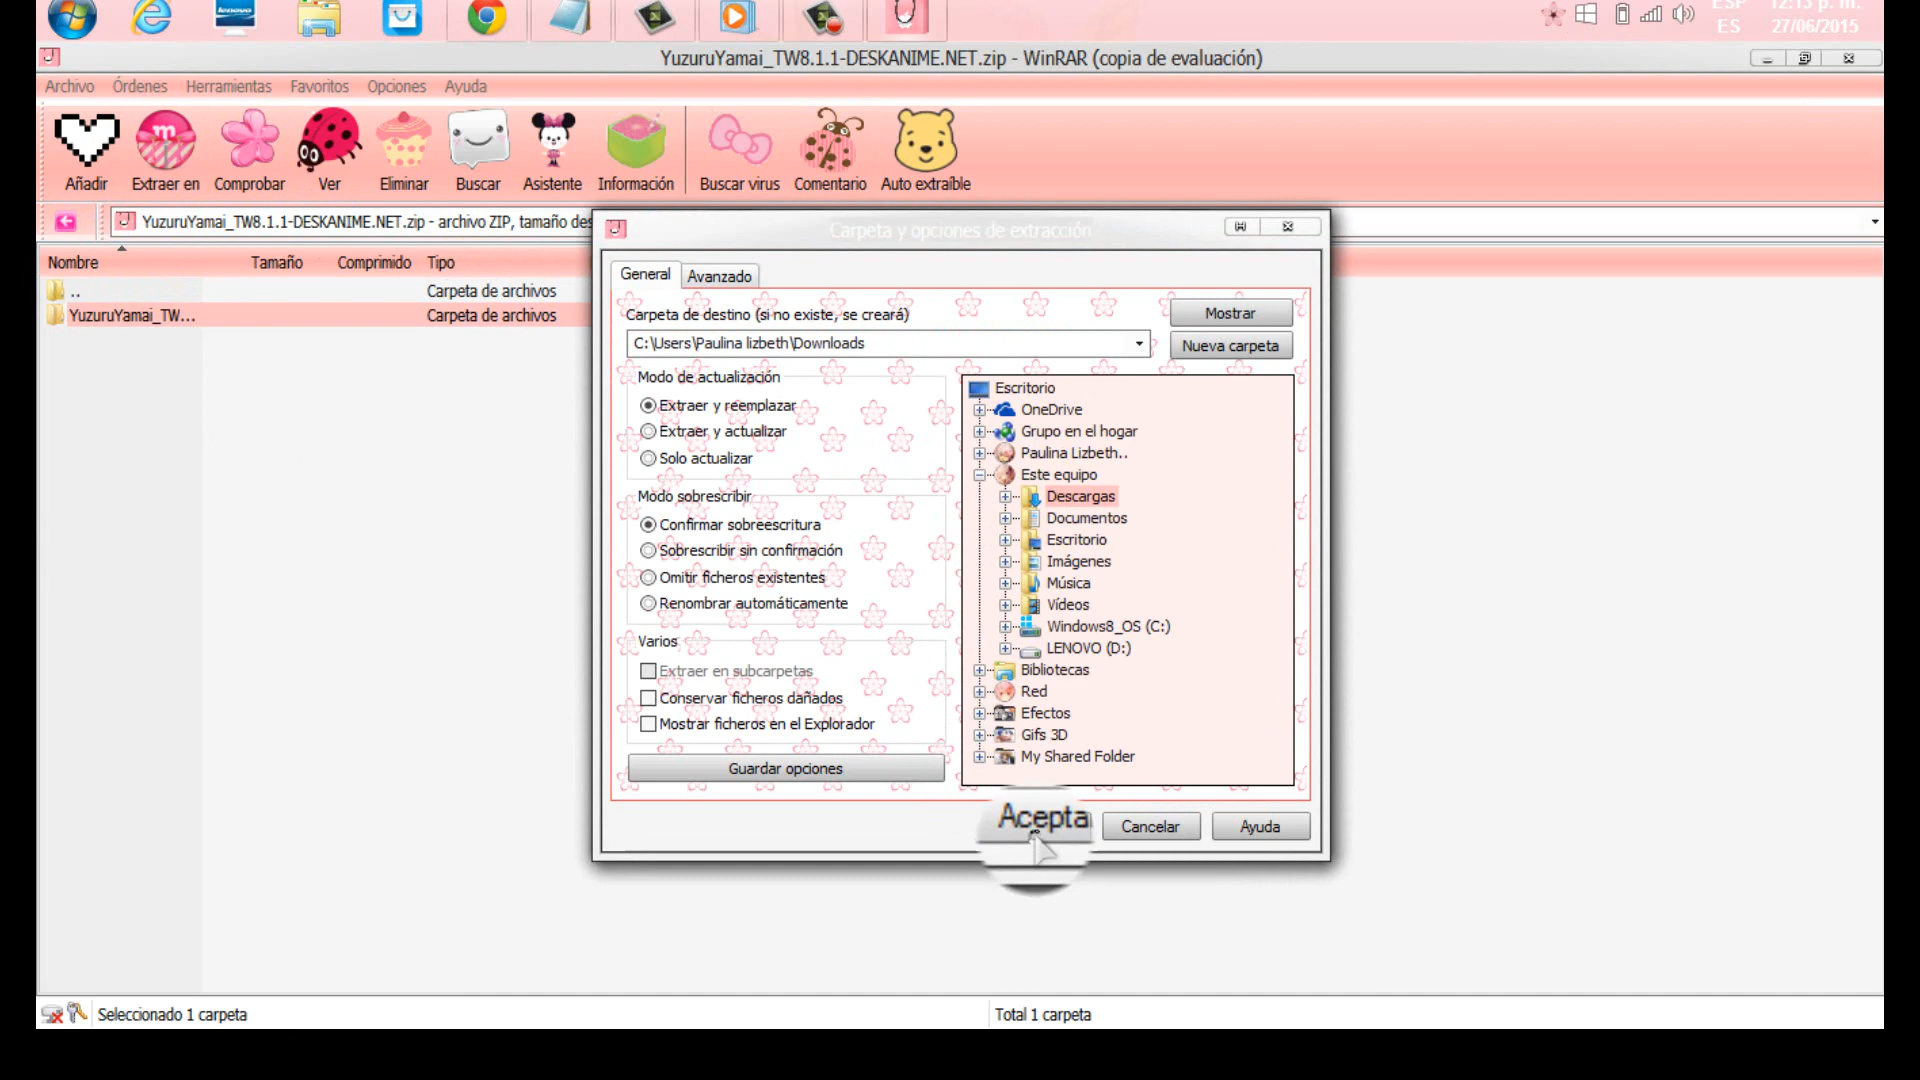 lenovo
ESP
ES
12:13 p. m.
27/06/2015
YuzuruYamai_TW8.1.1-DESKANIME.NET.zip - WinRAR (copia de evaluación)
Archivo Órdenes Herramientas Favoritos Opciones Ayuda
m
Añadir Extraer en Comprobar Ver Eliminar Buscar Asistente Información Buscar virus Comentario Auto extraíble
YuzuruYamai_TW8.1.1-DESKANIME.NET.zip - archivo ZIP, tamaño des
Nombre Tamaño Comprimido Tipo
.. Carpeta de archivos
YuzuruYamai_TW... Carpeta de archivos
Carpeta y opciones de extracción
General Avanzado
Carpeta de destino (si no existe, se creará)
Mostrar
C:\Users\Paulina lizbeth\Downloads
Nueva carpeta
Modo de actualización
Extraer y reemplazar
Extraer y actualizar
Solo actualizar
Modo sobrescribir
Confirmar sobreescritura
Sobrescribir sin confirmación
Omitir ficheros existentes
Renombrar automáticamente
Varios
Extraer en subcarpetas
Conservar ficheros dañados
Mostrar ficheros en el Explorador
Guardar opciones
Escritorio
OneDrive
Grupo en el hogar
Paulina Lizbeth..
Este equipo
Descargas
Documentos
Escritorio
Imágenes
Música
Vídeos
Windows8_OS (C:)
LENOVO (D:)
Bibliotecas
Red
Efectos
Gifs 3D
My Shared Folder
Acepta
Cancelar
Ayuda
Seleccionado 1 carpeta
Total 1 carpeta